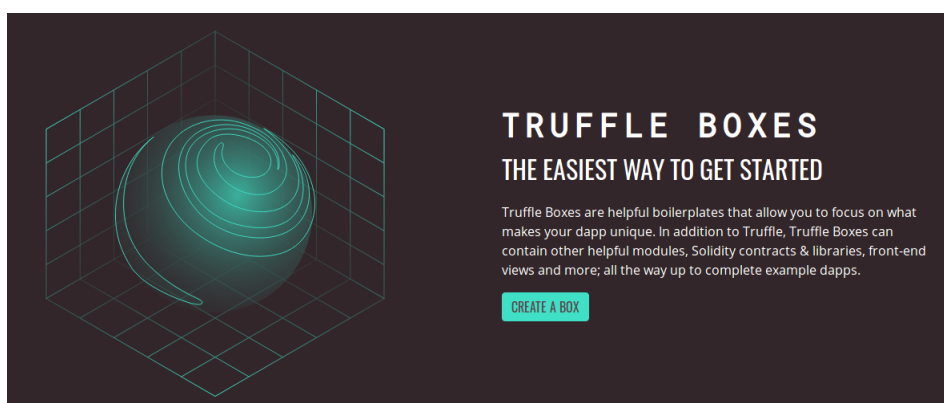 TRUFFLE BOXES
THE EASIEST WAY TO GET STARTED
Truffle Boxes are helpful boilerplates that allow you to focus on what
makes your dapp unique. In addition to Truffle, Truffle Boxes can
contain other helpful modules, Solidity contracts & libraries, front-end
views and more; all the way up to complete example dapps.
CREATE A BOX